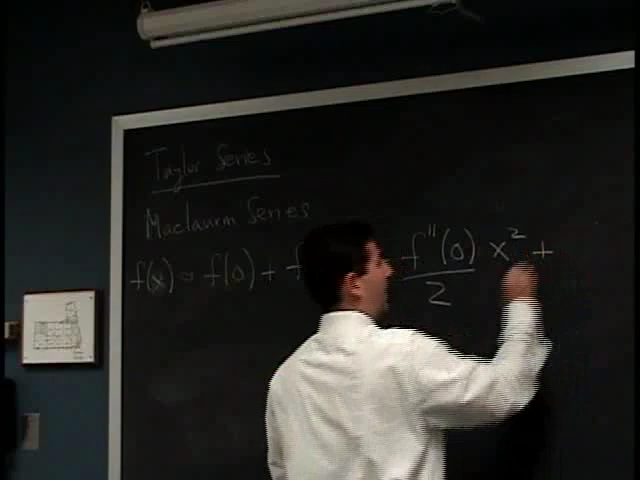 Taylor Series
Maclaurin Series
f(x) = f(0) + f f''(0)/2 x² +